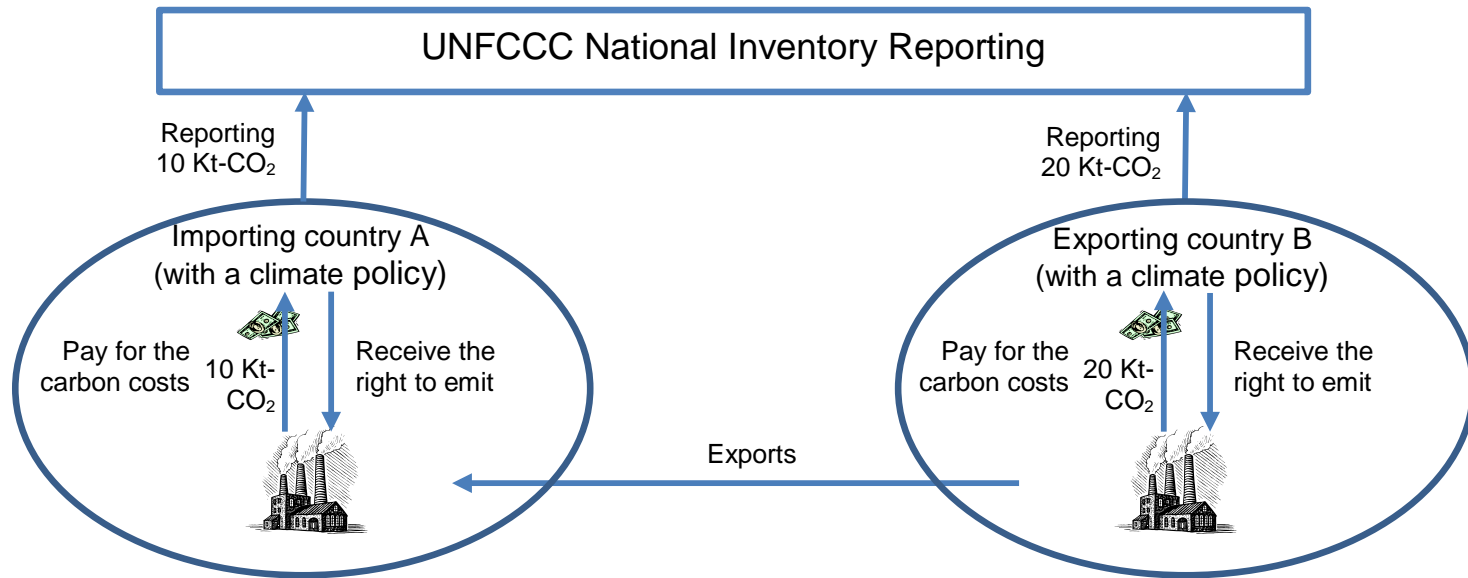 UNFCCC National Inventory Reporting
Reporting
10 Kt-CO₂
Reporting
20 Kt-CO₂
Importing country A
(with a climate policy)
Pay for the
carbon costs
10 Kt-
CO₂
Receive the
right to emit
Exporting country B
(with a climate policy)
Pay for the
carbon costs
20 Kt-
CO₂
Receive the
right to emit
Exports